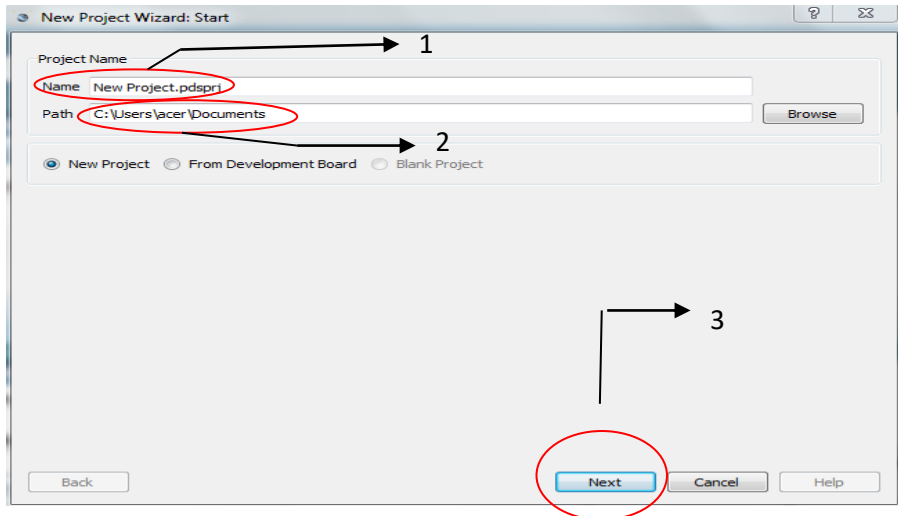 New Project Wizard: Start
1
Project Name
Name New Project.pdsprj
Path C:\Users\acer\Documents Browse
2
New Project From Development Board Blank Project
3
Back Next Cancel Help